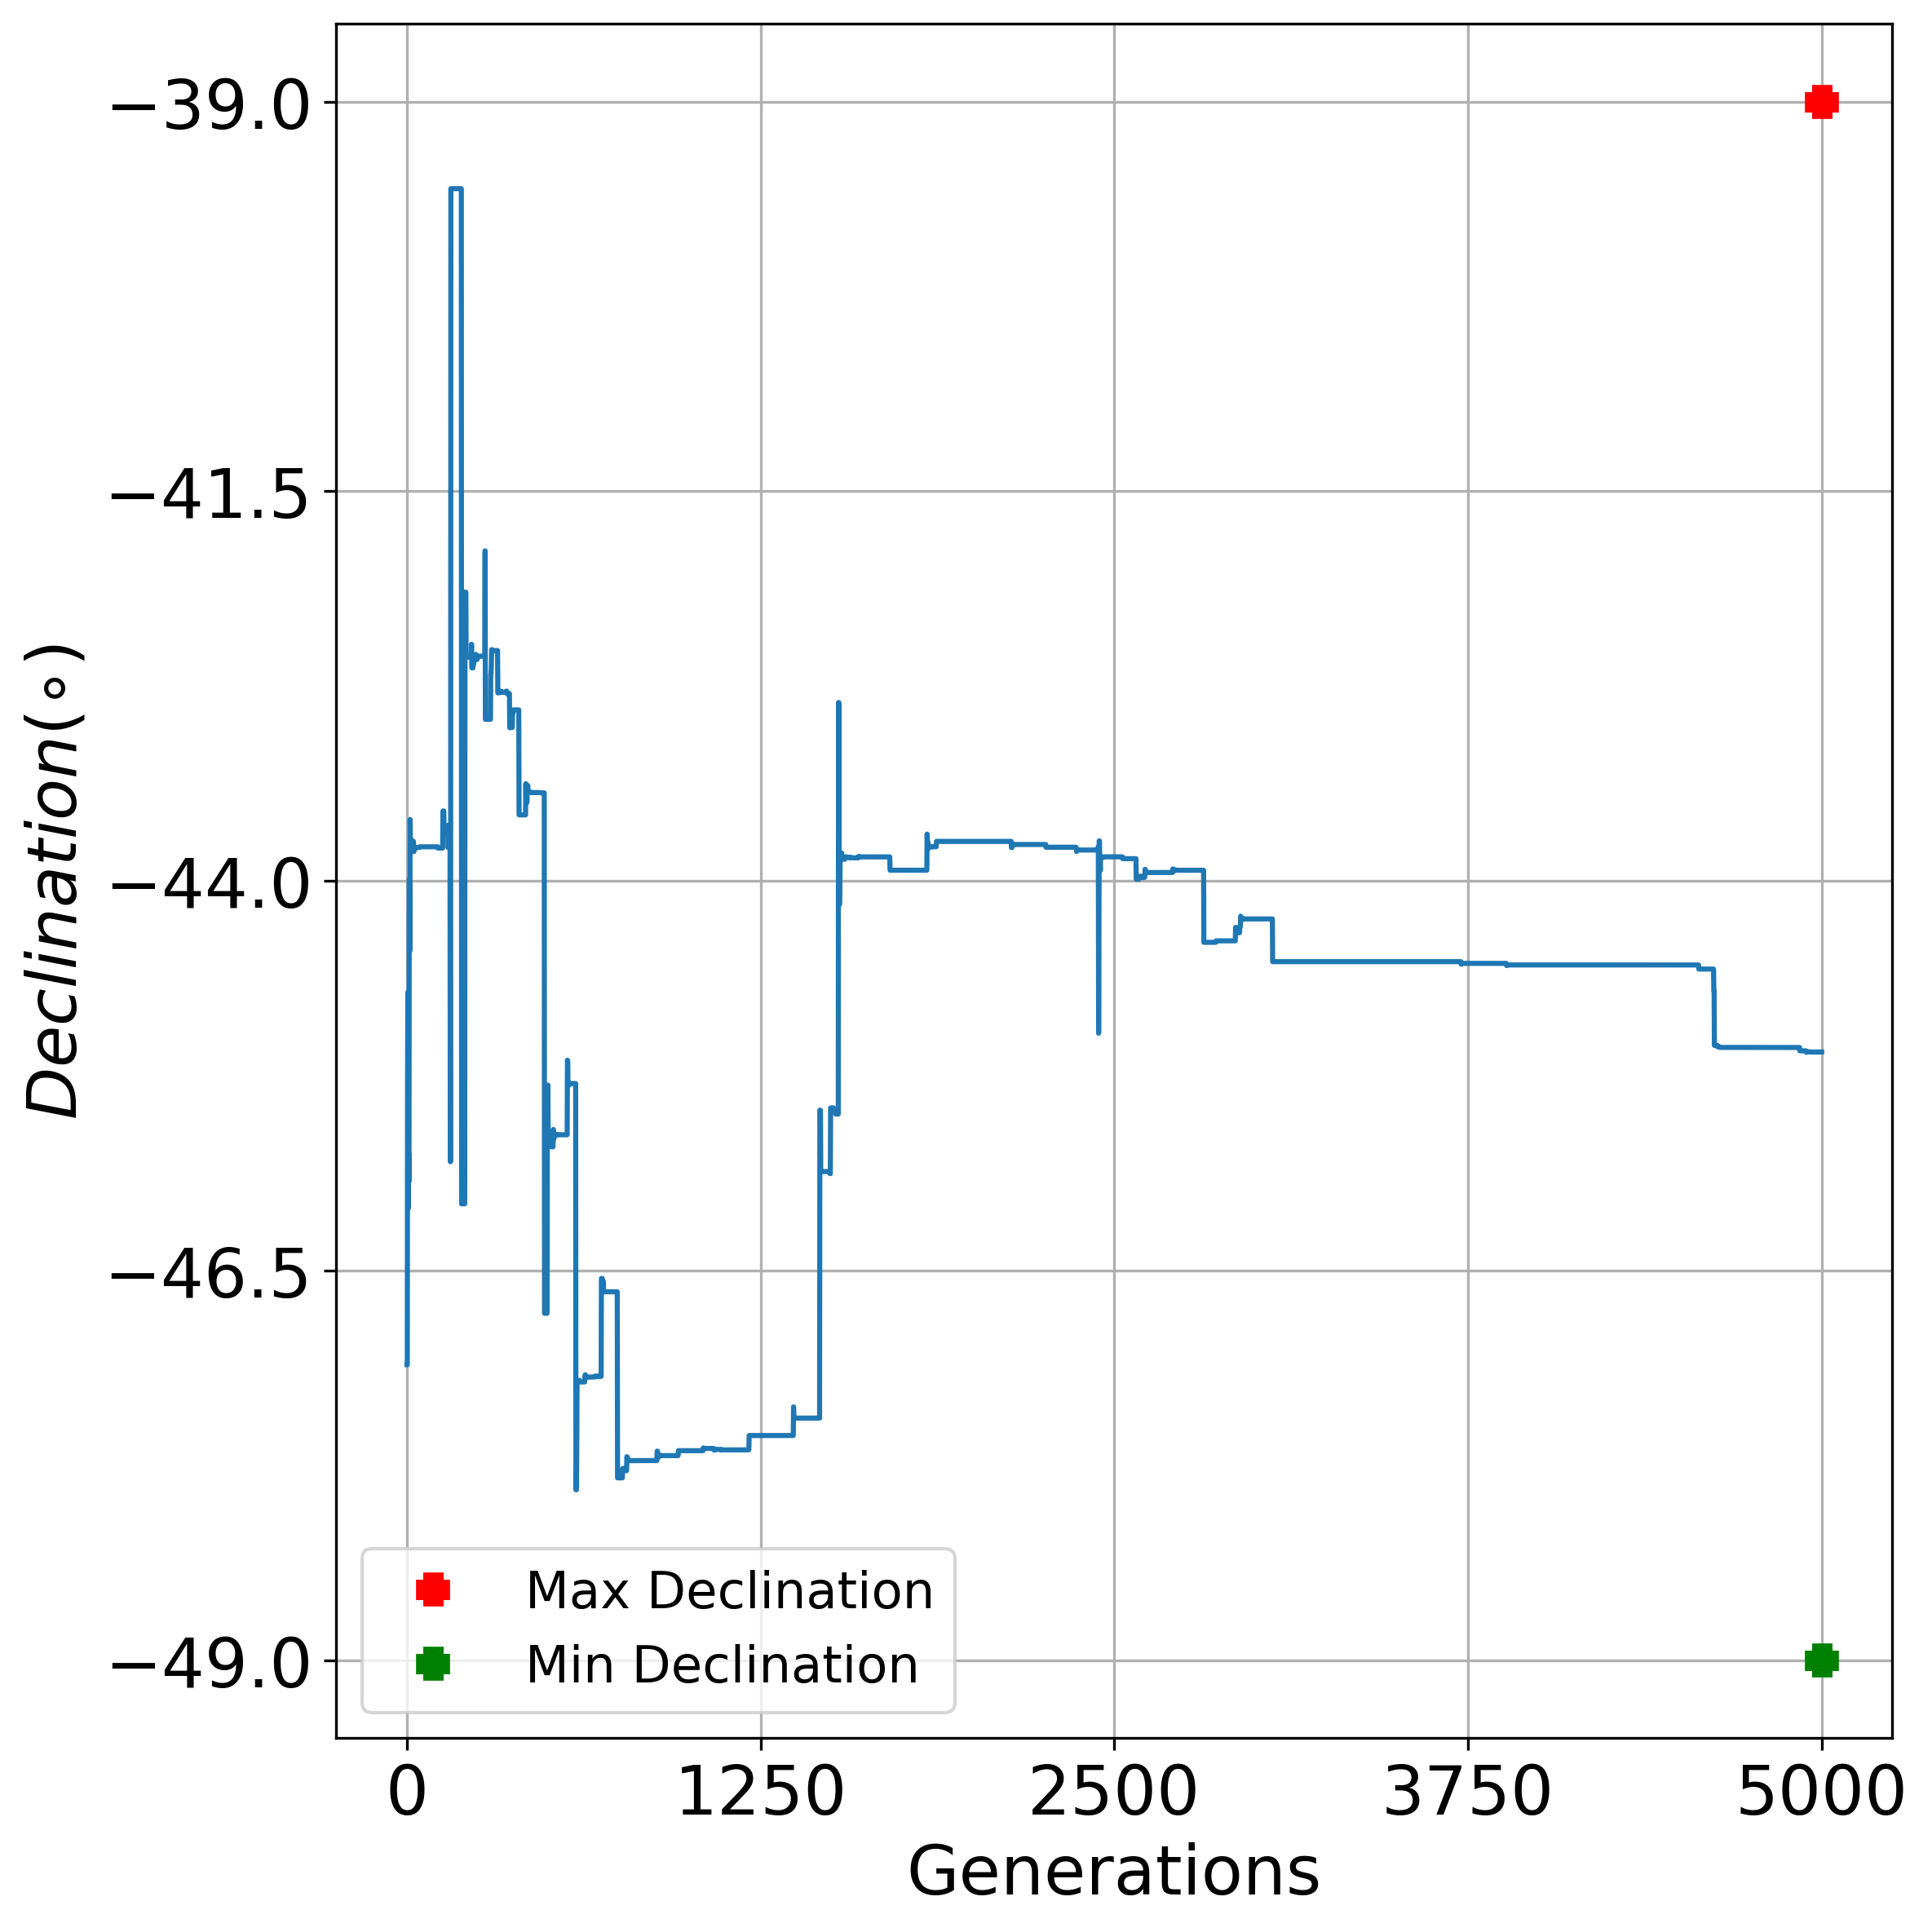 −39.0
−41.5
−44.0
−46.5
−49.0
Declination(∘)
Max Declination
Min Declination
0 1250 2500 3750 5000
Generations